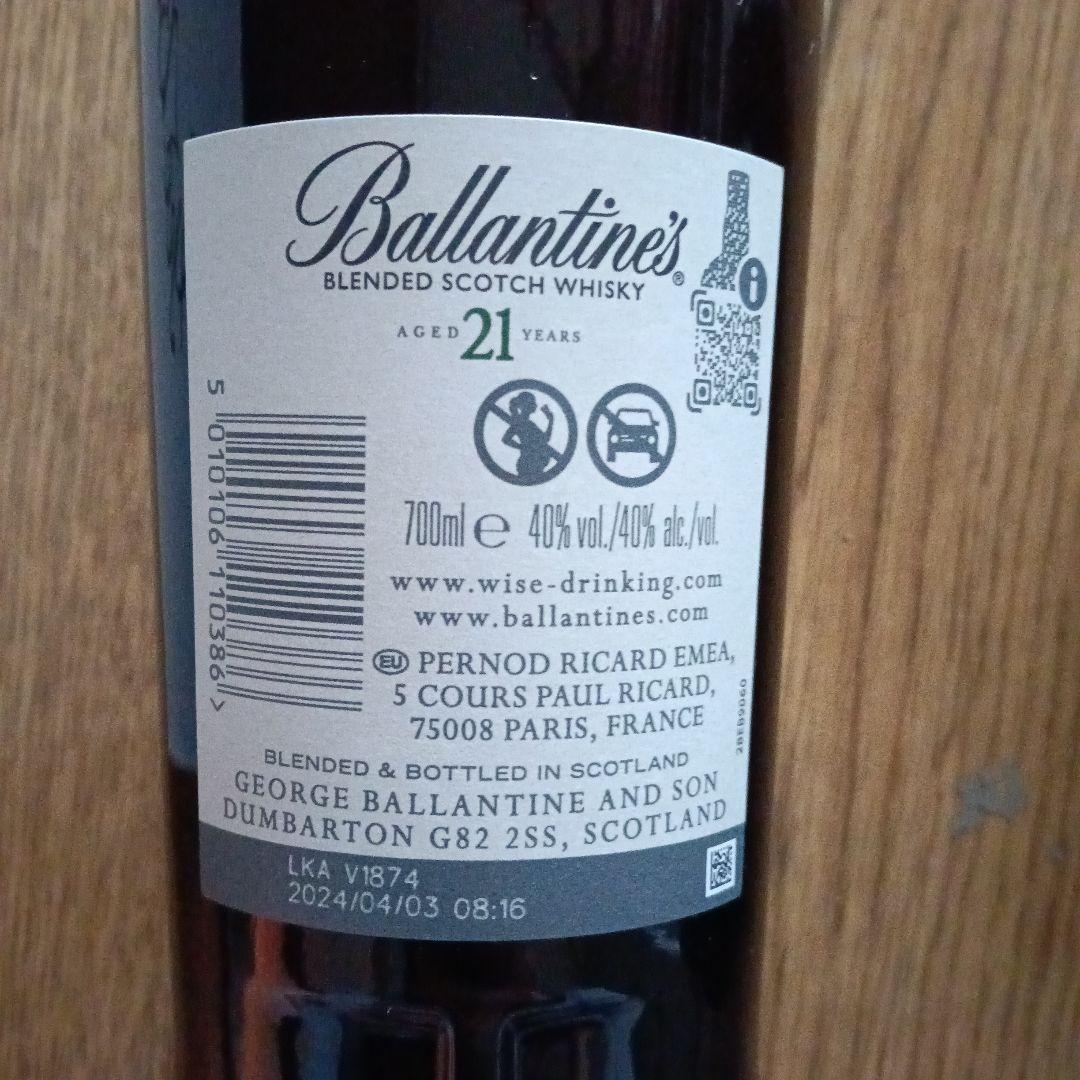 Ballantine's®
BLENDED SCOTCH WHISKY
AGED 21 YEARS
5 010106 110386 >
700ml e 40% vol./40% alc./vol.
www.wise-drinking.com
www.ballantines.com
EU PERNOD RICARD EMEA,
5 COURS PAUL RICARD,
75008 PARIS, FRANCE
2BEB9060
BLENDED & BOTTLED IN SCOTLAND
GEORGE BALLANTINE AND SON
DUMBARTON G82 2SS, SCOTLAND
LKA V1874
2024/04/03 08:16